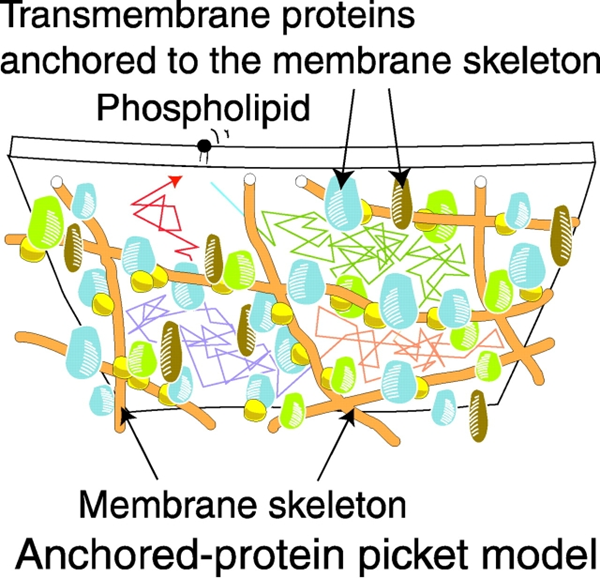 Transmembrane proteins
anchored to the membrane skeleton
Phospholipid
Membrane skeleton
Anchored-protein picket model